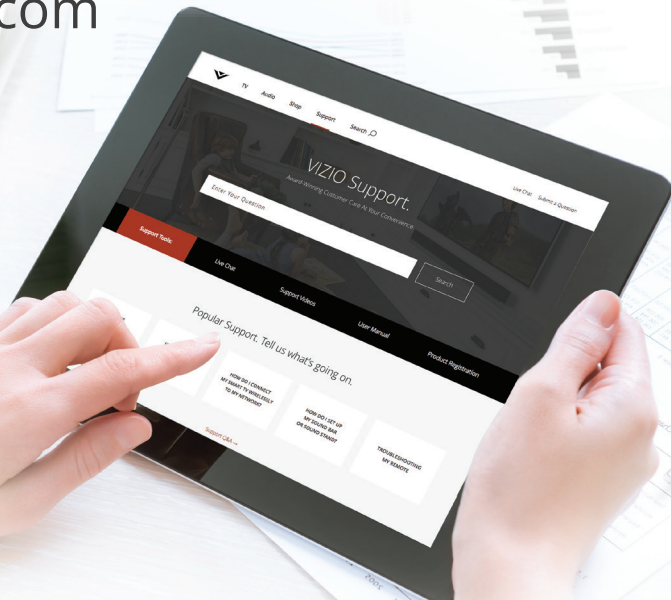 com
TV Audio Shop Support Search
Live Chat Submit a Question
VIZIO Support.
Award-Winning Customer Care At Your Convenience.
Enter Your Question
Search
Support Tools:
Live Chat
Support Videos
User Manual
Product Registration
Popular Support. Tell us what's going on.
HOW DO I CONNECT
MY SMART TV WIRELESSLY
TO MY NETWORK?
HOW DO I SET UP
MY SOUND BAR
OR SOUND STAND?
TROUBLESHOOTING
MY REMOTE
Support Q&A →
2002